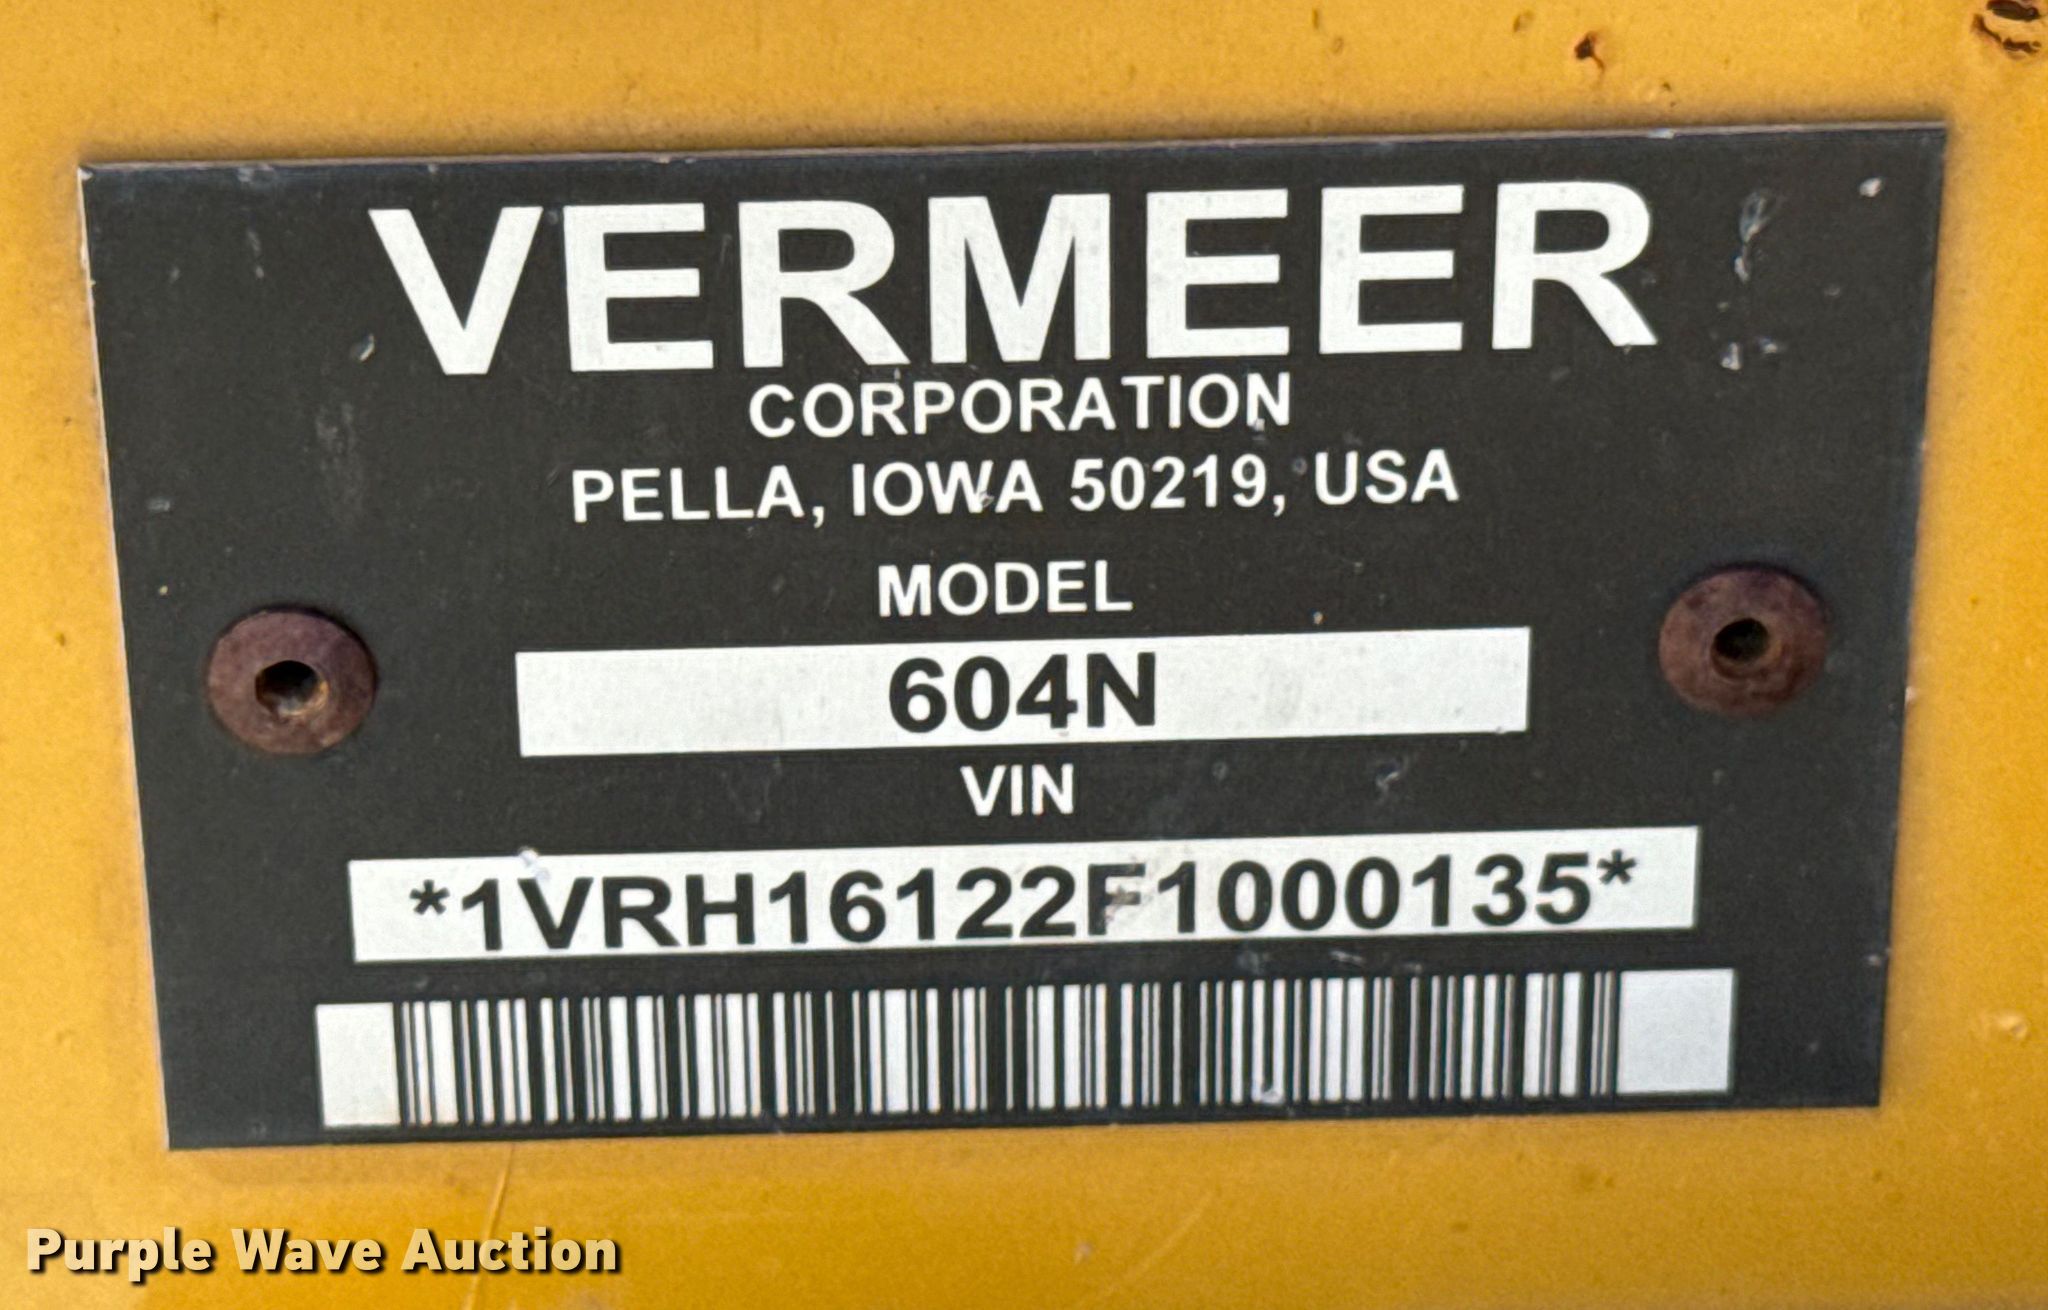 VERMEER
CORPORATION
PELLA, IOWA 50219, USA
MODEL
604N
VIN
*1VRH16122F1000135*
Purple Wave Auction